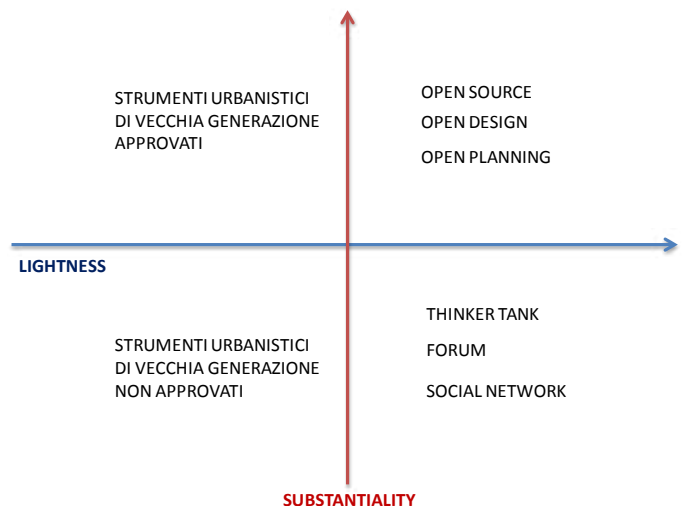 STRUMENTI URBANISTICI
DI VECCHIA GENERAZIONE
APPROVATI
OPEN SOURCE
OPEN DESIGN
OPEN PLANNING
LIGHTNESS
STRUMENTI URBANISTICI
DI VECCHIA GENERAZIONE
NON APPROVATI
THINKER TANK
FORUM
SOCIAL NETWORK
SUBSTANTIALITY